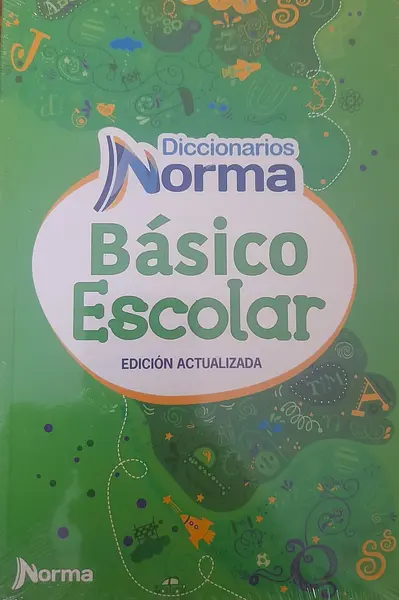 Diccionarios
Norma
Básico
Escolar
EDICIÓN ACTUALIZADA
Norma